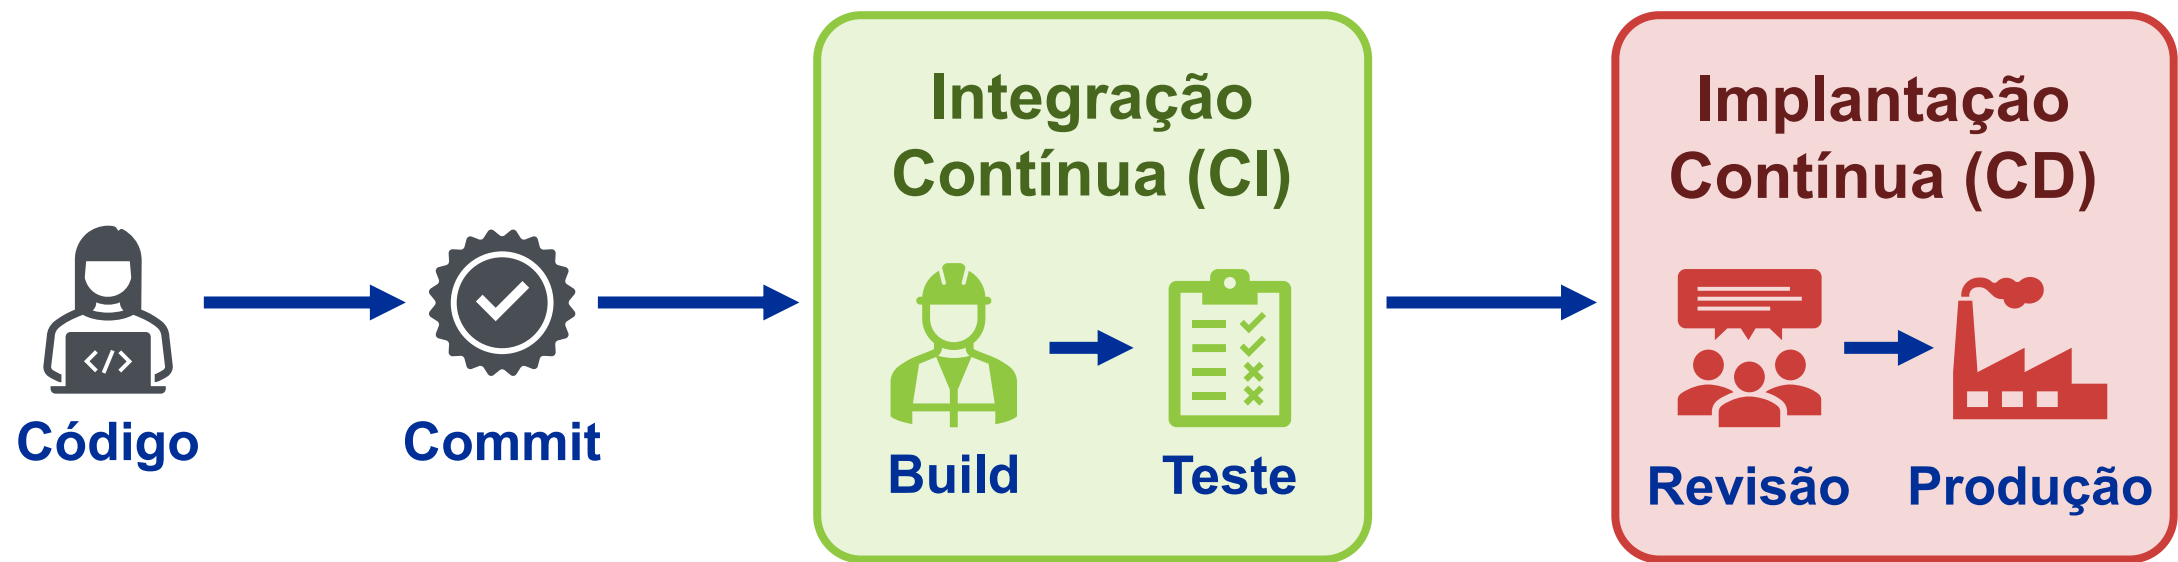 Integração
Contínua (CI)
Implantação
Contínua (CD)
</>
Código
Commit
Build
Teste
Revisão
Produção